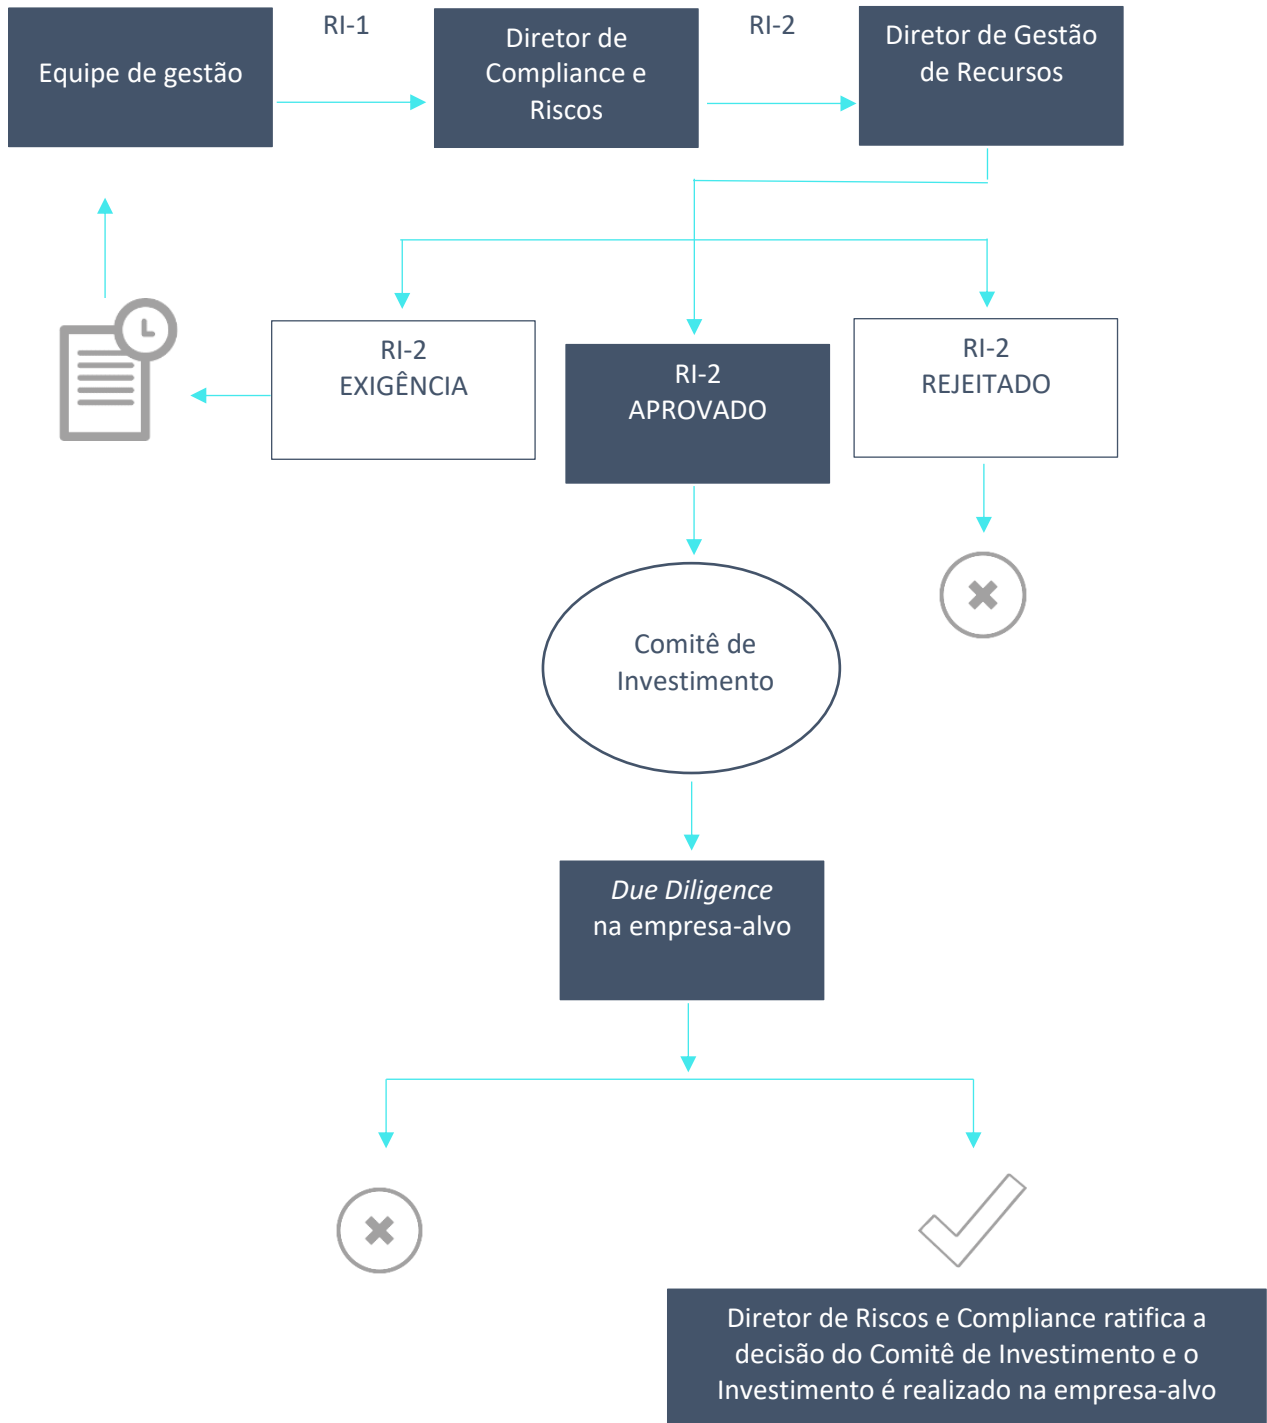 Equipe de gestão
RI-1
Diretor de
Compliance e
Riscos
RI-2
Diretor de Gestão
de Recursos
RI-2
EXIGÊNCIA
RI-2
APROVADO
RI-2
REJEITADO
Comitê de
Investimento
Due Diligence
na empresa-alvo
Diretor de Riscos e Compliance ratifica a
decisão do Comitê de Investimento e o
Investimento é realizado na empresa-alvo